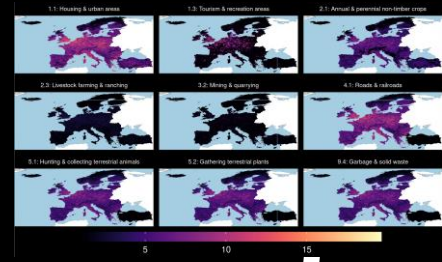 1.1: Housing & urban areas
1.3: Tourism & recreation areas
2.1: Annual & perennial non-timber crops
2.3: Livestock farming & ranching
3.2: Mining & quarrying
4.1: Roads & railroads
5.1: Hunting & collecting terrestrial animals
5.2: Gathering terrestrial plants
9.4: Garbage & solid waste
5
10
15